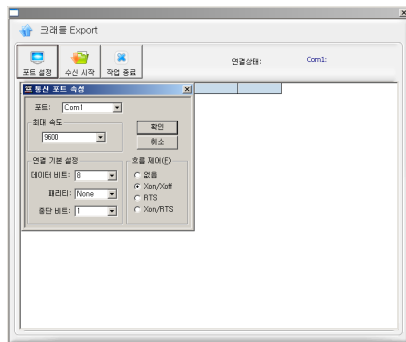 크래들 Export
포트 설정 수신 시작 작업 종료
연결상태: Com1:
통신 포트 속성
포트: Com1
최대 속도
9600
확인
취소
연결 기본 설정
데이터 비트: 8
패리티: None
중단 비트: 1
흐름 제어(F)
없음
Xon/Xoff
RTS
Xon/RTS